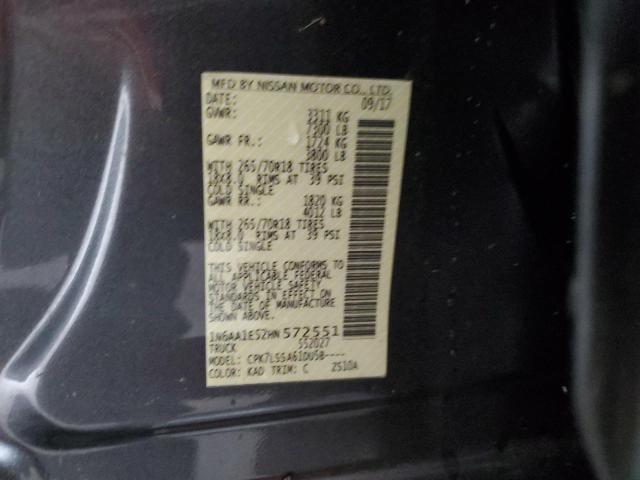 MFD BY NISSAN MOTOR CO., LTD.
DATE: 09/17
GVWR: 3311 KG
7300 LB
GAWR FR.: 1724 KG
3800 LB
WITH 265/70R18 TIRES
18X8.0 RIMS AT 39 PSI
COLD SINGLE
GAWR RR.: 1820 KG
4012 LB
WITH 265/70R18 TIRES
18X8.0 RIMS AT 39 PSI
COLD SINGLE
THIS VEHICLE CONFORMS TO
ALL APPLICABLE FEDERAL
MOTOR VEHICLE SAFETY
STANDARDS IN EFFECT ON
THE DATE OF MANUFACTURE
SHOWN ABOVE.
1N6AA1E52HN 572551
TRUCK 552027
MODEL: CPK7LSSA61DUSB----
COLOR: KAD TRIM: C ZS10A